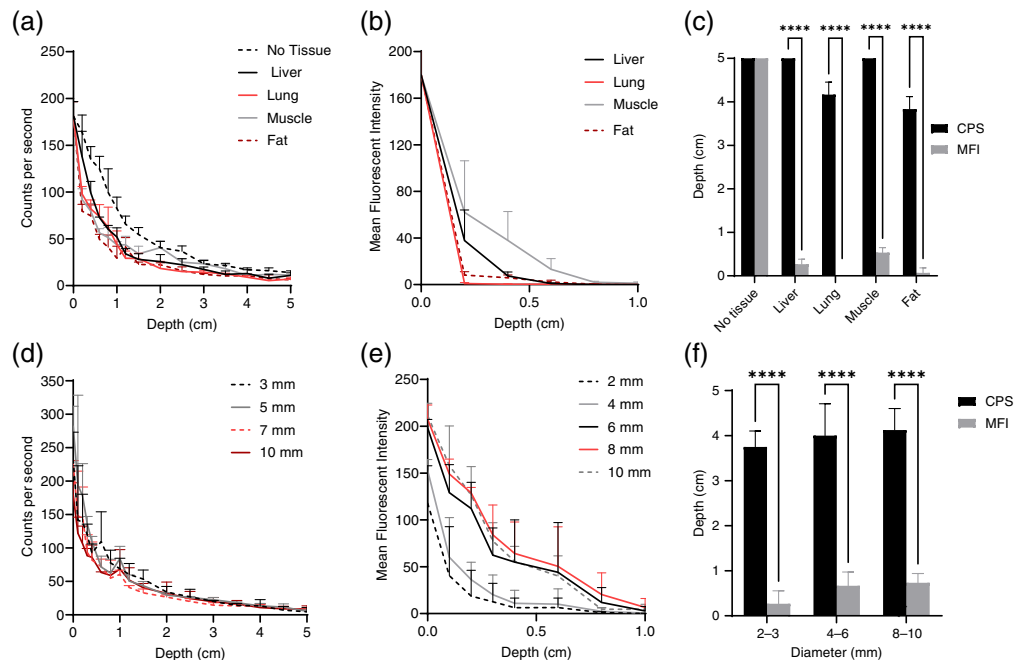 (a)
Counts per second
250
200
150
100
50
0
0 1 2 3 4 5
Depth (cm)
No Tissue
Liver
Lung
Muscle
Fat
(b)
Mean Fluorescent Intensity
200
160
120
80
40
0
0.0 0.5 1.0
Depth (cm)
Liver
Lung
Muscle
Fat
(c)
**** **** **** ****
Depth (cm)
5
4
3
2
1
0
No tissue Liver Lung Muscle Fat
CPS
MFI
(d)
Counts per second
350
300
250
200
150
100
50
0
0 1 2 3 4 5
Depth (cm)
3 mm
5 mm
7 mm
10 mm
(e)
Mean Fluorescent Intensity
250
200
150
100
50
0
0.0 0.5 1.0
Depth (cm)
2 mm
4 mm
6 mm
8 mm
10 mm
(f)
**** **** ****
Depth (cm)
5
4
3
2
1
0
2–3 4–6 8–10
Diameter (mm)
CPS
MFI